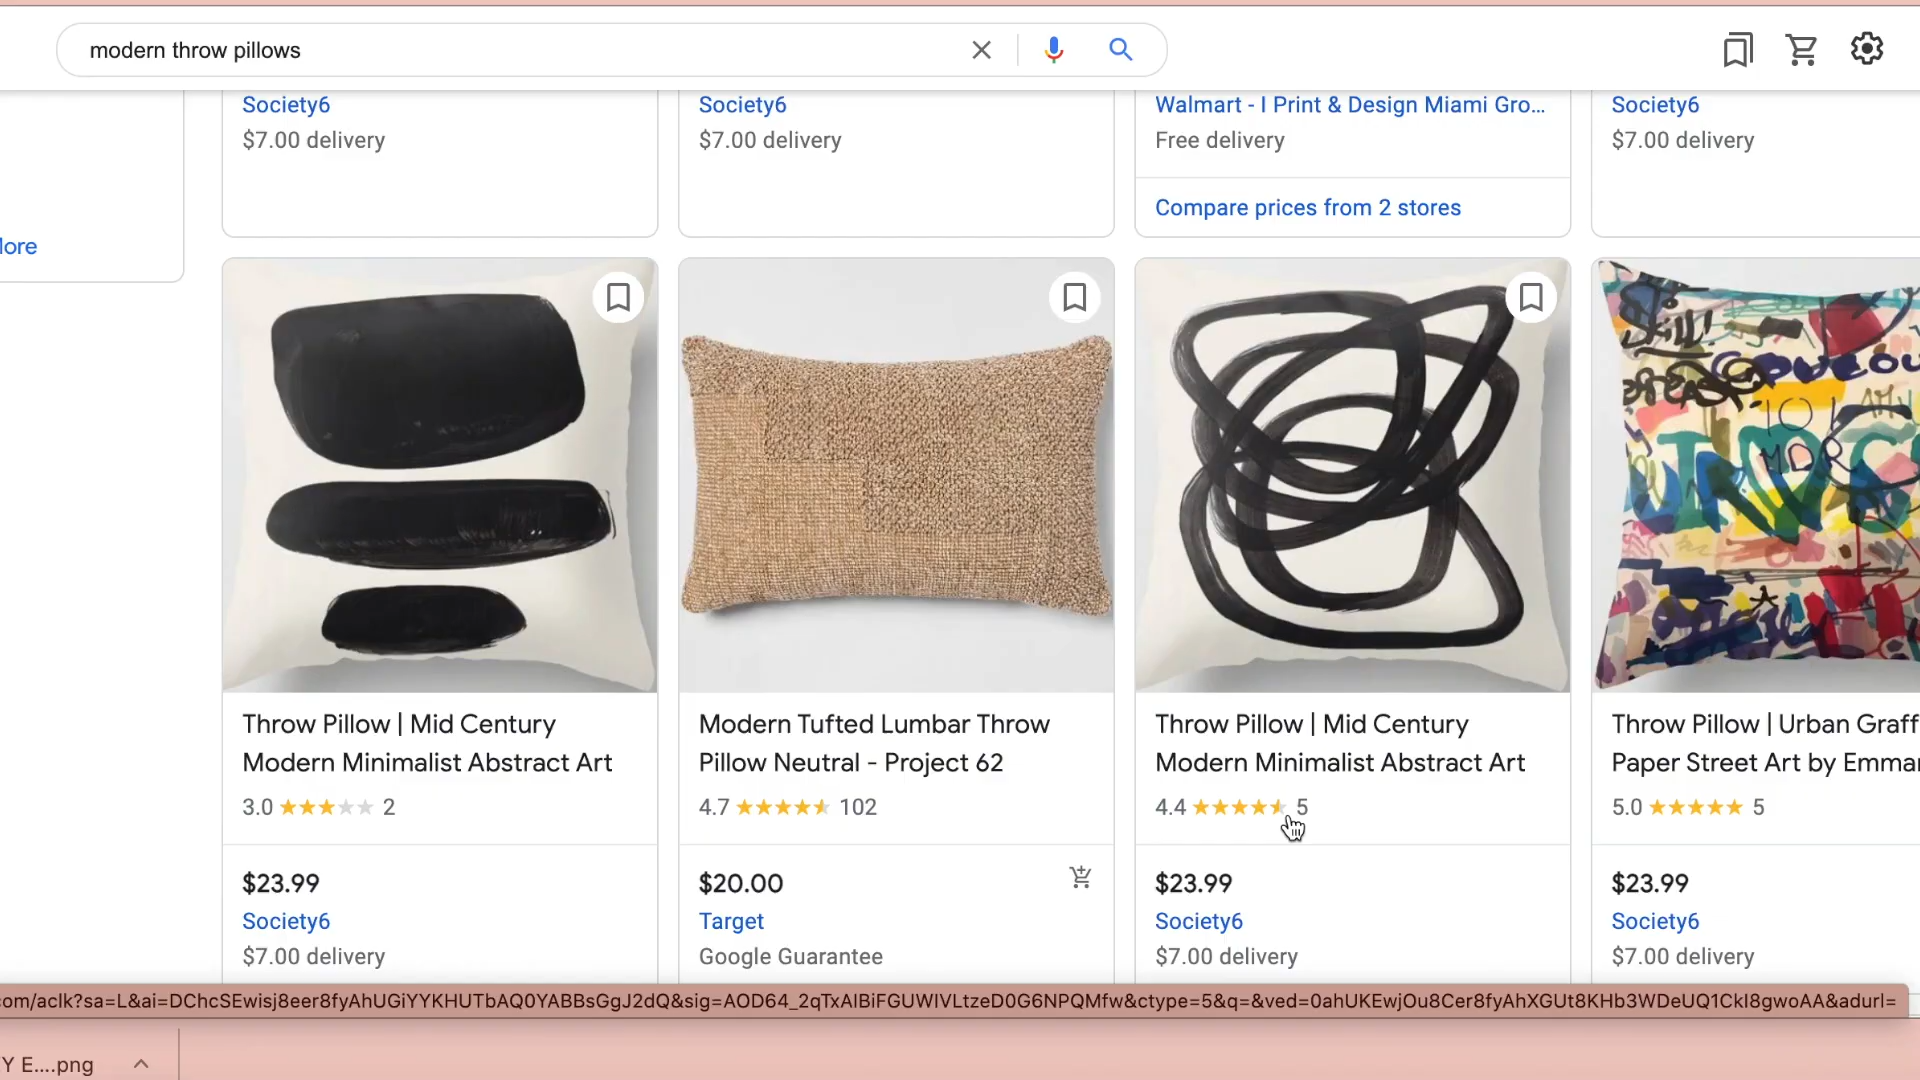 modern throw pillows
Society6
$7.00 delivery
Society6
$7.00 delivery
Walmart - I Print & Design Miami Gro...
Free delivery
Compare prices from 2 stores
Society6
$7.00 delivery
ore
Throw Pillow | Mid Century
Modern Minimalist Abstract Art
3.0 2
$23.99
Society6
$7.00 delivery
Modern Tufted Lumbar Throw
Pillow Neutral - Project 62
4.7 102
$20.00
Target
Google Guarantee
Throw Pillow | Mid Century
Modern Minimalist Abstract Art
4.4 5
$23.99
Society6
$7.00 delivery
Throw Pillow | Urban Graff
Paper Street Art by Emma
5.0 5
$23.99
Society6
$7.00 delivery
om/aclk?sa=L&ai=DChcSEwisj8eer8fyAhUGiYYKHUTbAQ0YABBsGgJ2dQ&sig=AOD64_2qTxAIBiFGUWIVLtzeD0G6NPQMfw&ctype=5&q=&ved=0ahUKEwjOu8Cer8fyAhXGUt8KHb3WDeUQ1CkI8gwoAA&adurl=
Y E....png